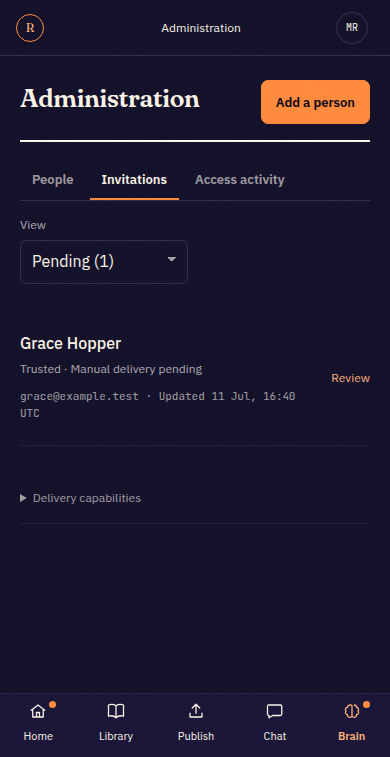 R
Administration
MR
Administration
Add a person
People
Invitations
Access activity
View
Pending (1)
Grace Hopper
Trusted · Manual delivery pending
Review
grace@example.test · Updated 11 Jul, 16:40
UTC
Delivery capabilities
Home
Library
Publish
Chat
Brain